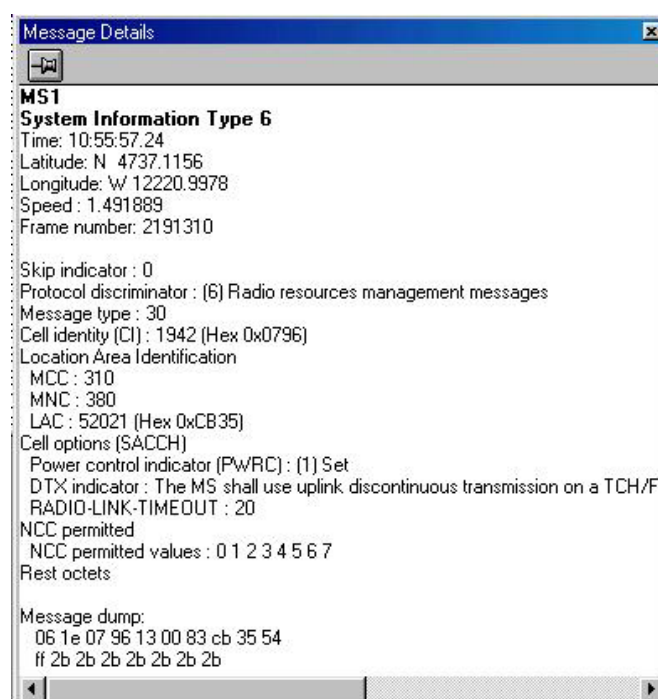 Message Details
MS1
System Information Type 6
Time: 10:55:57.24
Latitude: N  4737.1156
Longitude: W 12220.9978
Speed : 1.491889
Frame number: 2191310
Skip indicator : 0
Protocol discriminator : (6) Radio resources management messages
Message type : 30
Cell identity (CI) : 1942 (Hex 0x0796)
Location Area Identification
MCC : 310
MNC : 380
LAC : 52021 (Hex 0xCB35)
Cell options (SACCH)
Power control indicator (PWRC) : (1) Set
DTX indicator : The MS shall use uplink discontinuous transmission on a TCH/F
RADIO-LINK-TIMEOUT : 20
NCC permitted
NCC permitted values : 0 1 2 3 4 5 6 7
Rest octets
Message dump:
06 1e 07 96 13 00 83 cb 35 54
ff 2b 2b 2b 2b 2b 2b 2b